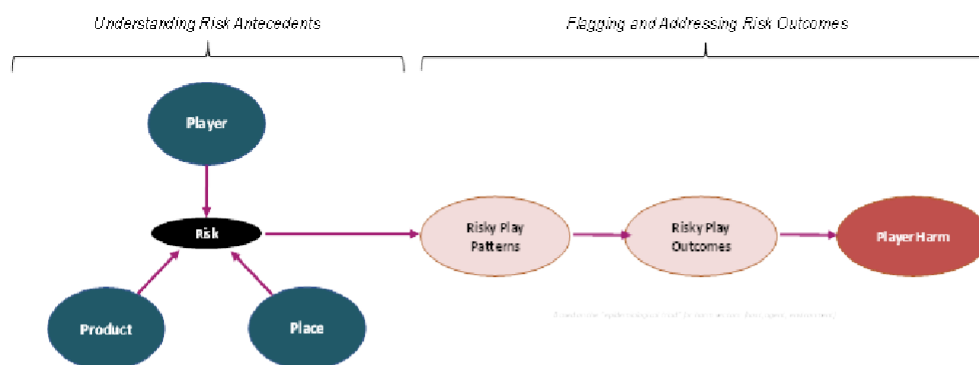 Understanding Risk Antecedents
Flagging and Addressing Risk Outcomes
Player
Risk
Risky Play
Patterns
Risky Play
Outcomes
Player Harm
Product
Place